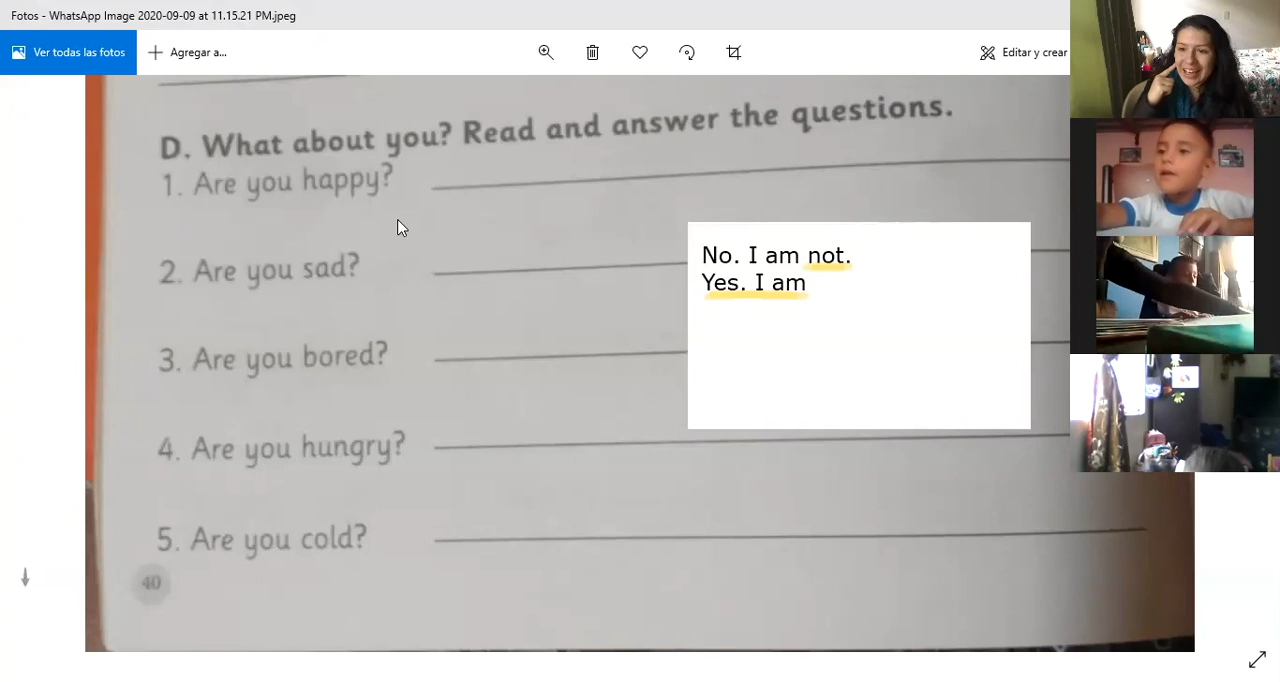 Fotos - WhatsApp Image 2020-09-09 at 11.15.21 PM.jpeg
Ver todas las fotos
Agregar a...
Editar y crear
D. What about you? Read and answer the questions.
1. Are you happy?
2. Are you sad?
3. Are you bored?
4. Are you hungry?
5. Are you cold?
No. I am not.
Yes. I am
40